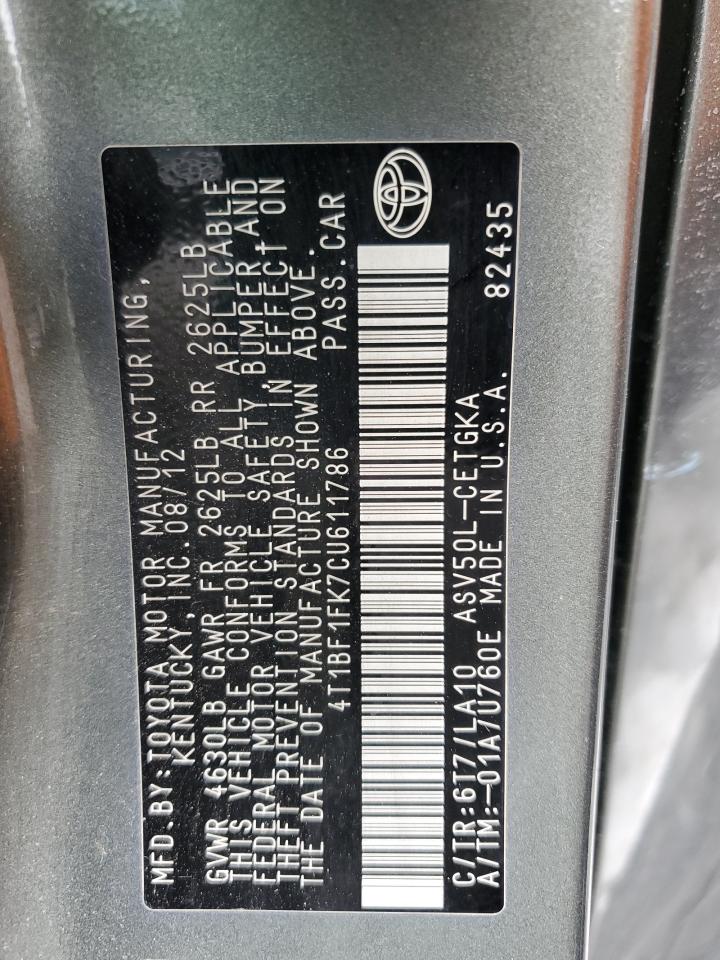 MFD.BY:TOYOTA MOTOR MANUFACTURING,
KENTUCKY,INC.08/12
GVWR 4630LB GAWR FR 2625LB RR 2625LB
THIS VEHICLE CONFORMS TO ALL APPLICABLE
FEDERAL MOTOR VEHICLE SAFETY,BUMPER,AND
THEFT PREVENTION STANDARDS IN EFFECT ON
THE DATE OF MANUFACTURE SHOWN ABOVE.
4T1BF1FK7CU611786 PASS.CAR
C/TR:6T7/LA10 ASV50L-CETGKA
A/TM:-01A/U760E MADE IN U.S.A. 82435